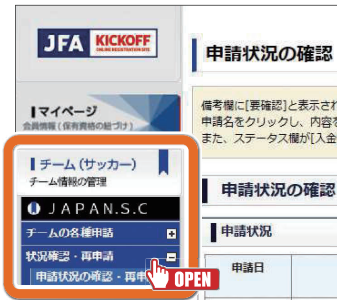 JFA KICKOFF
ONLINE REGISTRATION SITE
申請状況の確認
マイページ
会員情報(保有資格の紐づけ)
備考欄に[要確認]と表示され
申請名をクリックし、内容を
また、ステータス欄が[入金
チーム(サッカー)
チーム情報の管理
JAPAN.S.C
チームの各種申請
状況確認・再申請
申請状況の確認・再申
OPEN
申請状況の確認
申請状況
申請日